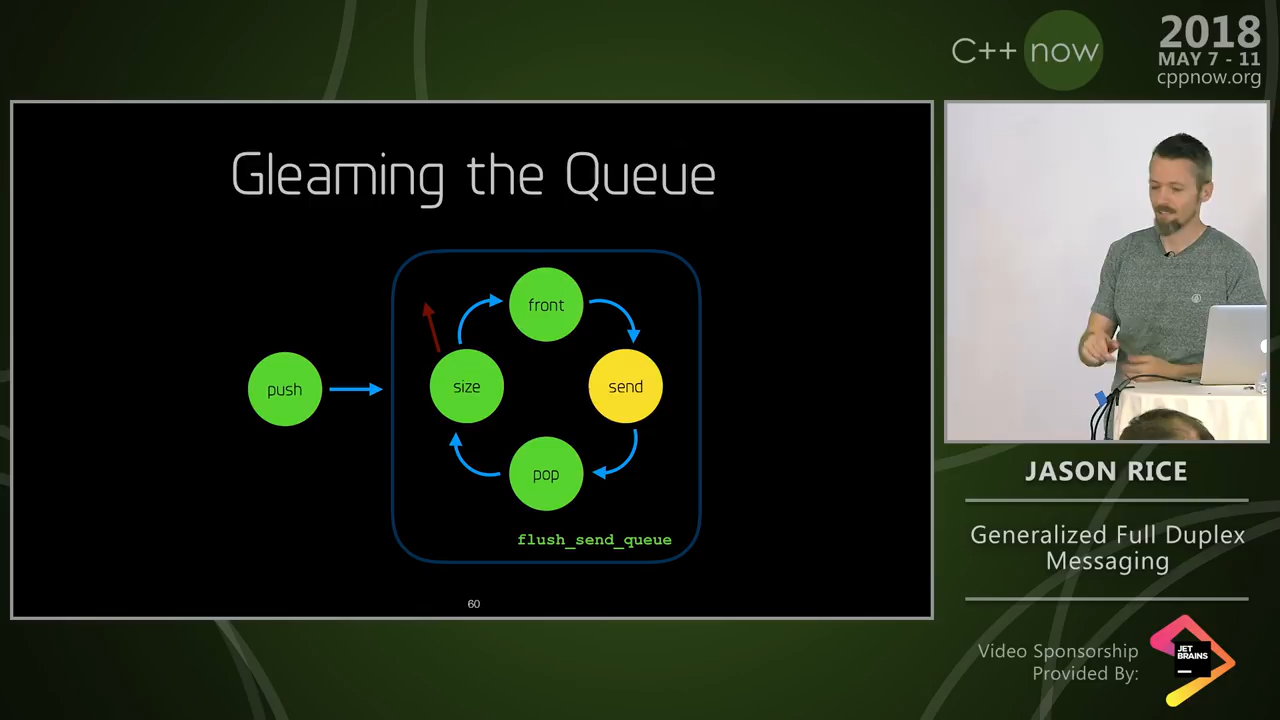 C++ now
2018
MAY 7 - 11
cppnow.org
Gleaming the Queue
front
push
size
send
pop
flush_send_queue
60
JASON RICE
Generalized Full Duplex
Messaging
Video Sponsorship
Provided By:
JET
BRAINS